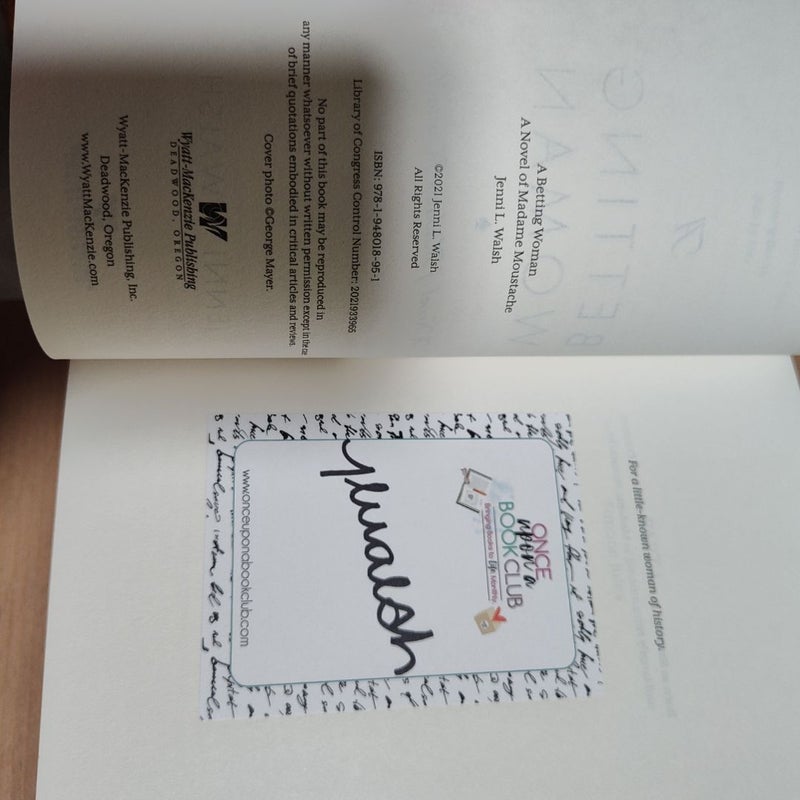 A Betting Woman
A Novel of Madame Moustache
Jenni L. Walsh
©2021 Jenni L. Walsh
All Rights Reserved
ISBN: 978-1-948018-95-1
Library of Congress Control Number: 2021933965
No part of this book may be reproduced in
any manner whatsoever without written permission except in the
of brief quotations embodied in critical articles and reviews.
Cover photo ©George Mayer.
Wyatt-MacKenzie Publishing
DEADWOOD, OREGON
Wyatt-MacKenzie Publishing, Inc.
Deadwood, Oregon
www.WyattMacKenzie.com
For a little-known woman of history.
ONCE
upon a
BOOK CLUB
Bringing Books to Life Monthly
jlwalsh
www.onceuponabookclub.com